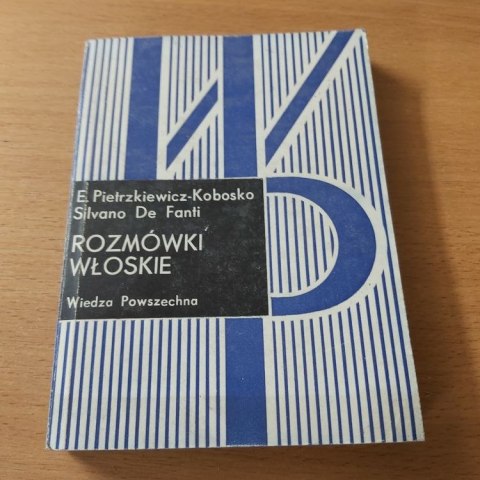 E. Pietrzkiewicz-Kobosko
Silvano De Fanti
ROZMÓWKI
WŁOSKIE
Wiedza Powszechna